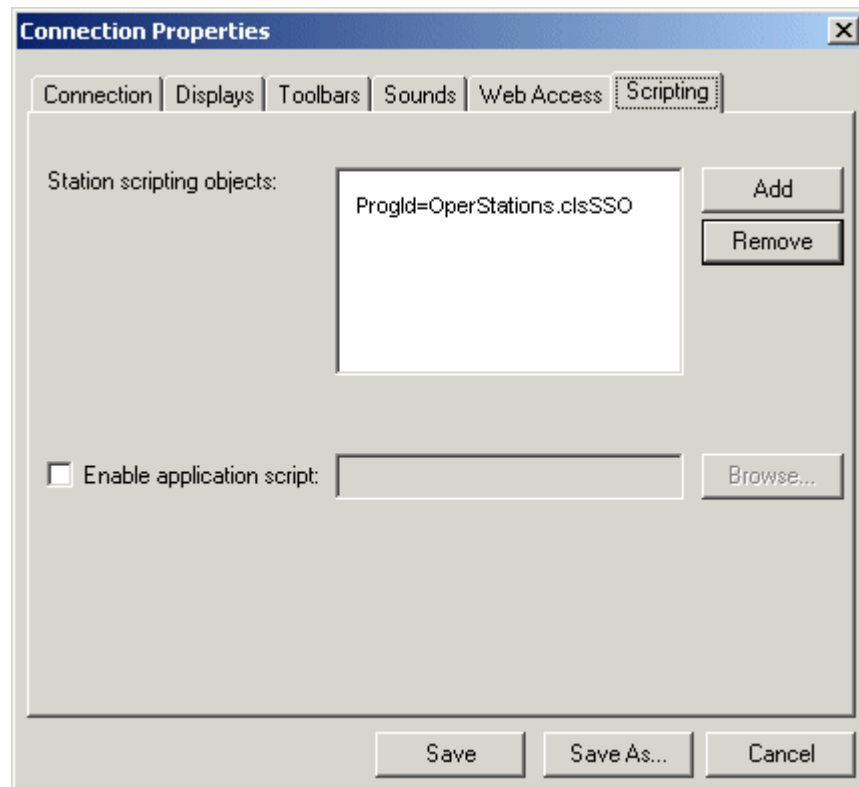 Connection Properties
Connection Displays Toolbars Sounds Web Access Scripting
Station scripting objects:
ProgId=OperStations.clsSSO
Add
Remove
Enable application script:
Browse...
Save Save As... Cancel